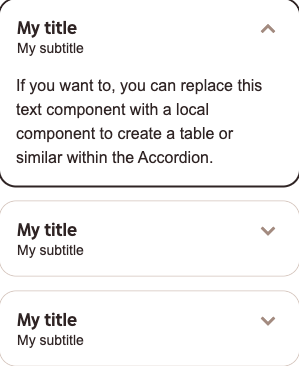 My title
My subtitle
If you want to, you can replace this
text component with a local
component to create a table or
similar within the Accordion.
My title
My subtitle
My title
My subtitle